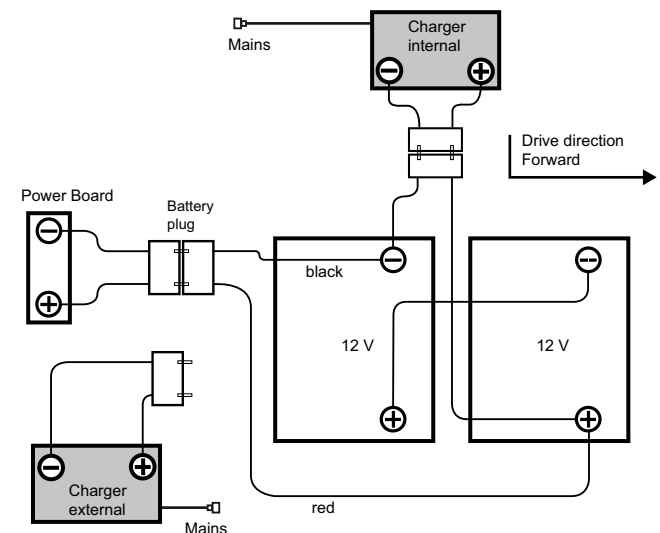 Charger
internal
Mains
Drive direction
Forward
Power Board
Battery
plug
black
12 V
12 V
Charger
external
red
Mains